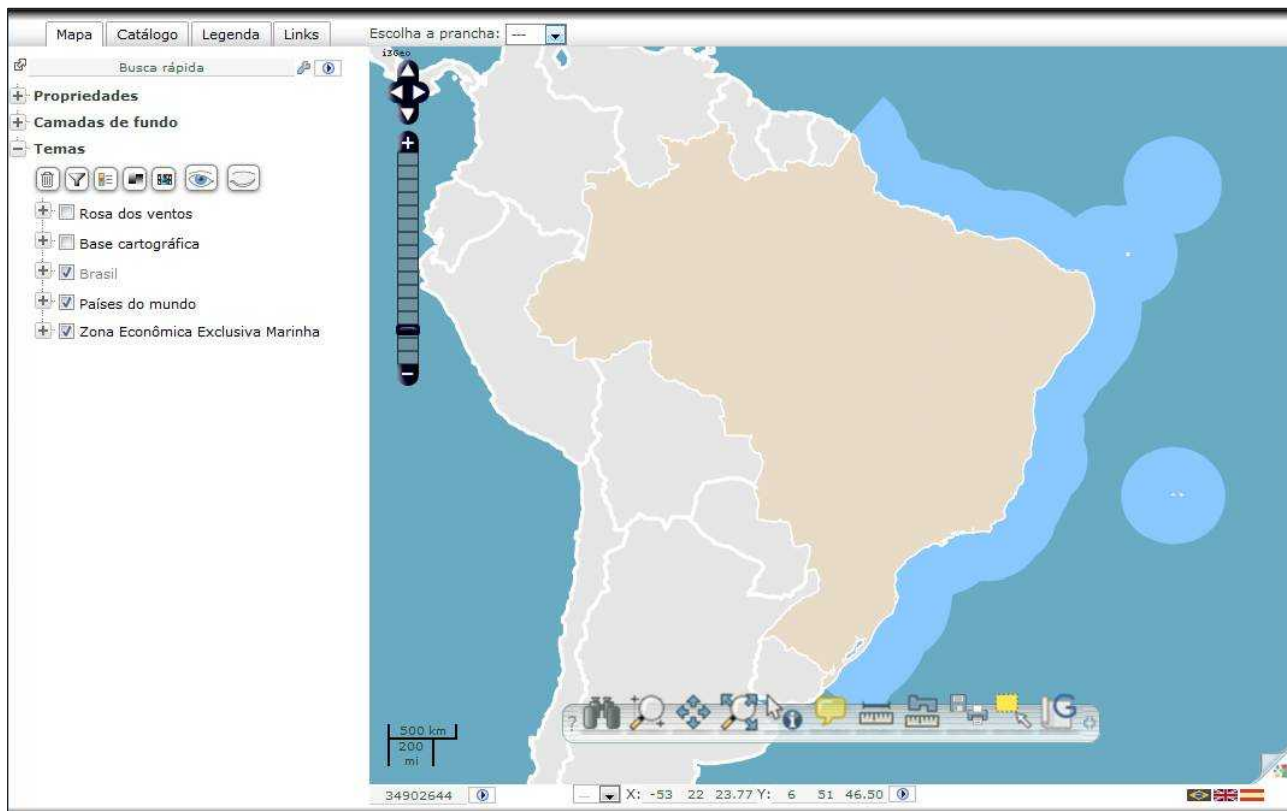 Mapa Catálogo Legenda Links Escolha a prancha: ---
i3Geo
Busca rápida
Propriedades
Camadas de fundo
Temas
Rosa dos ventos
Base cartográfica
Brasil
Países do mundo
Zona Econômica Exclusiva Marinha
?
G
500 km
200
mi
34902644 --- X: -53 22 23.77 Y: 6 51 46.50